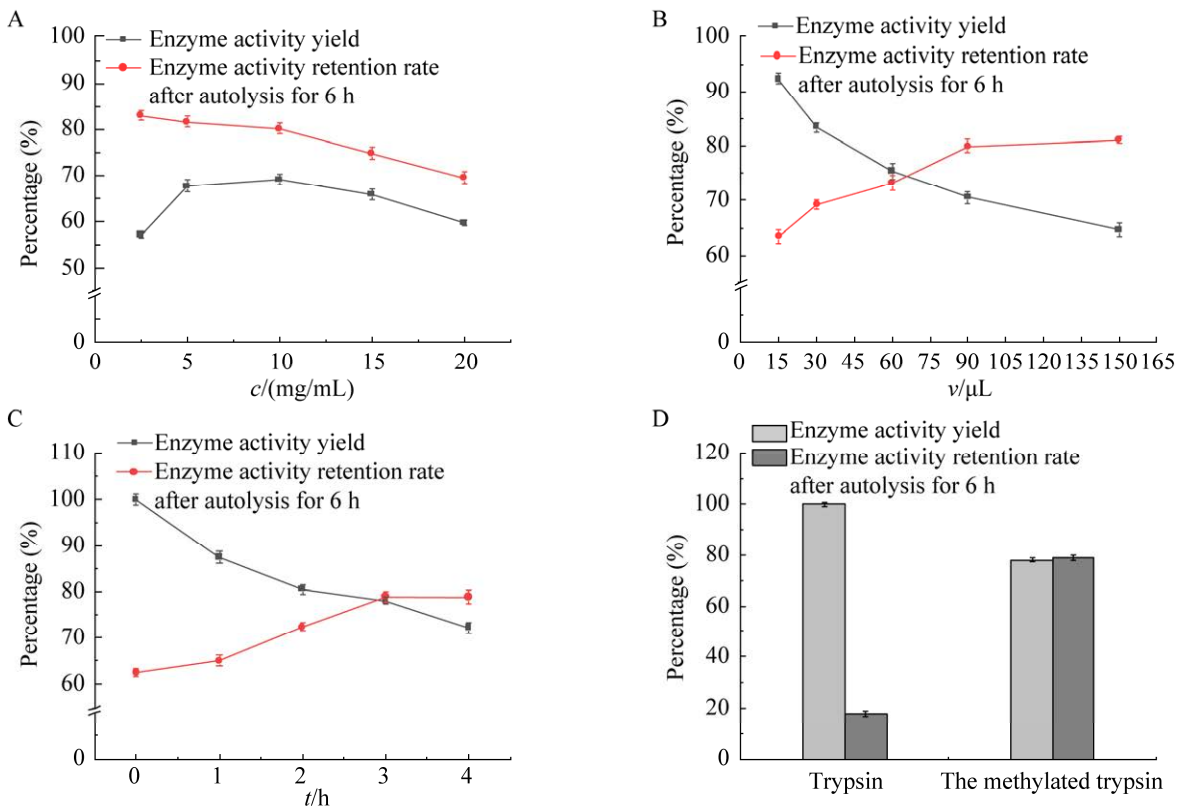 A
Enzyme activity yield
Enzyme activity retention rate
after autolysis for 6 h
Percentage (%)
100
90
80
70
60
50
0
0 5 10 15 20
c/(mg/mL)
B
Enzyme activity yield
Enzyme activity retention rate
after autolysis for 6 h
Percentage (%)
100
90
80
70
60
0
0 15 30 45 60 75 90 105 120 135 150 165
v/μL
C
Enzyme activity yield
Enzyme activity retention rate
after autolysis for 6 h
Percentage (%)
110
100
90
80
70
60
0
0 1 2 3 4
t/h
D
Enzyme activity yield
Enzyme activity retention rate
after autolysis for 6 h
Percentage (%)
120
100
80
60
40
20
0
Trypsin The methylated trypsin